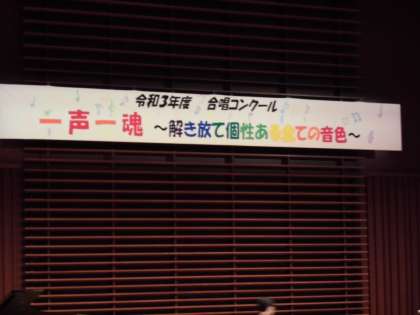 令和3年度 合唱コンクール
一声一魂 ～解き放て個性ある全ての音色～